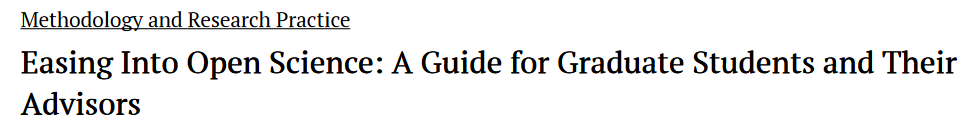 Methodology and Research Practice
Easing Into Open Science: A Guide for Graduate Students and Their
Advisors